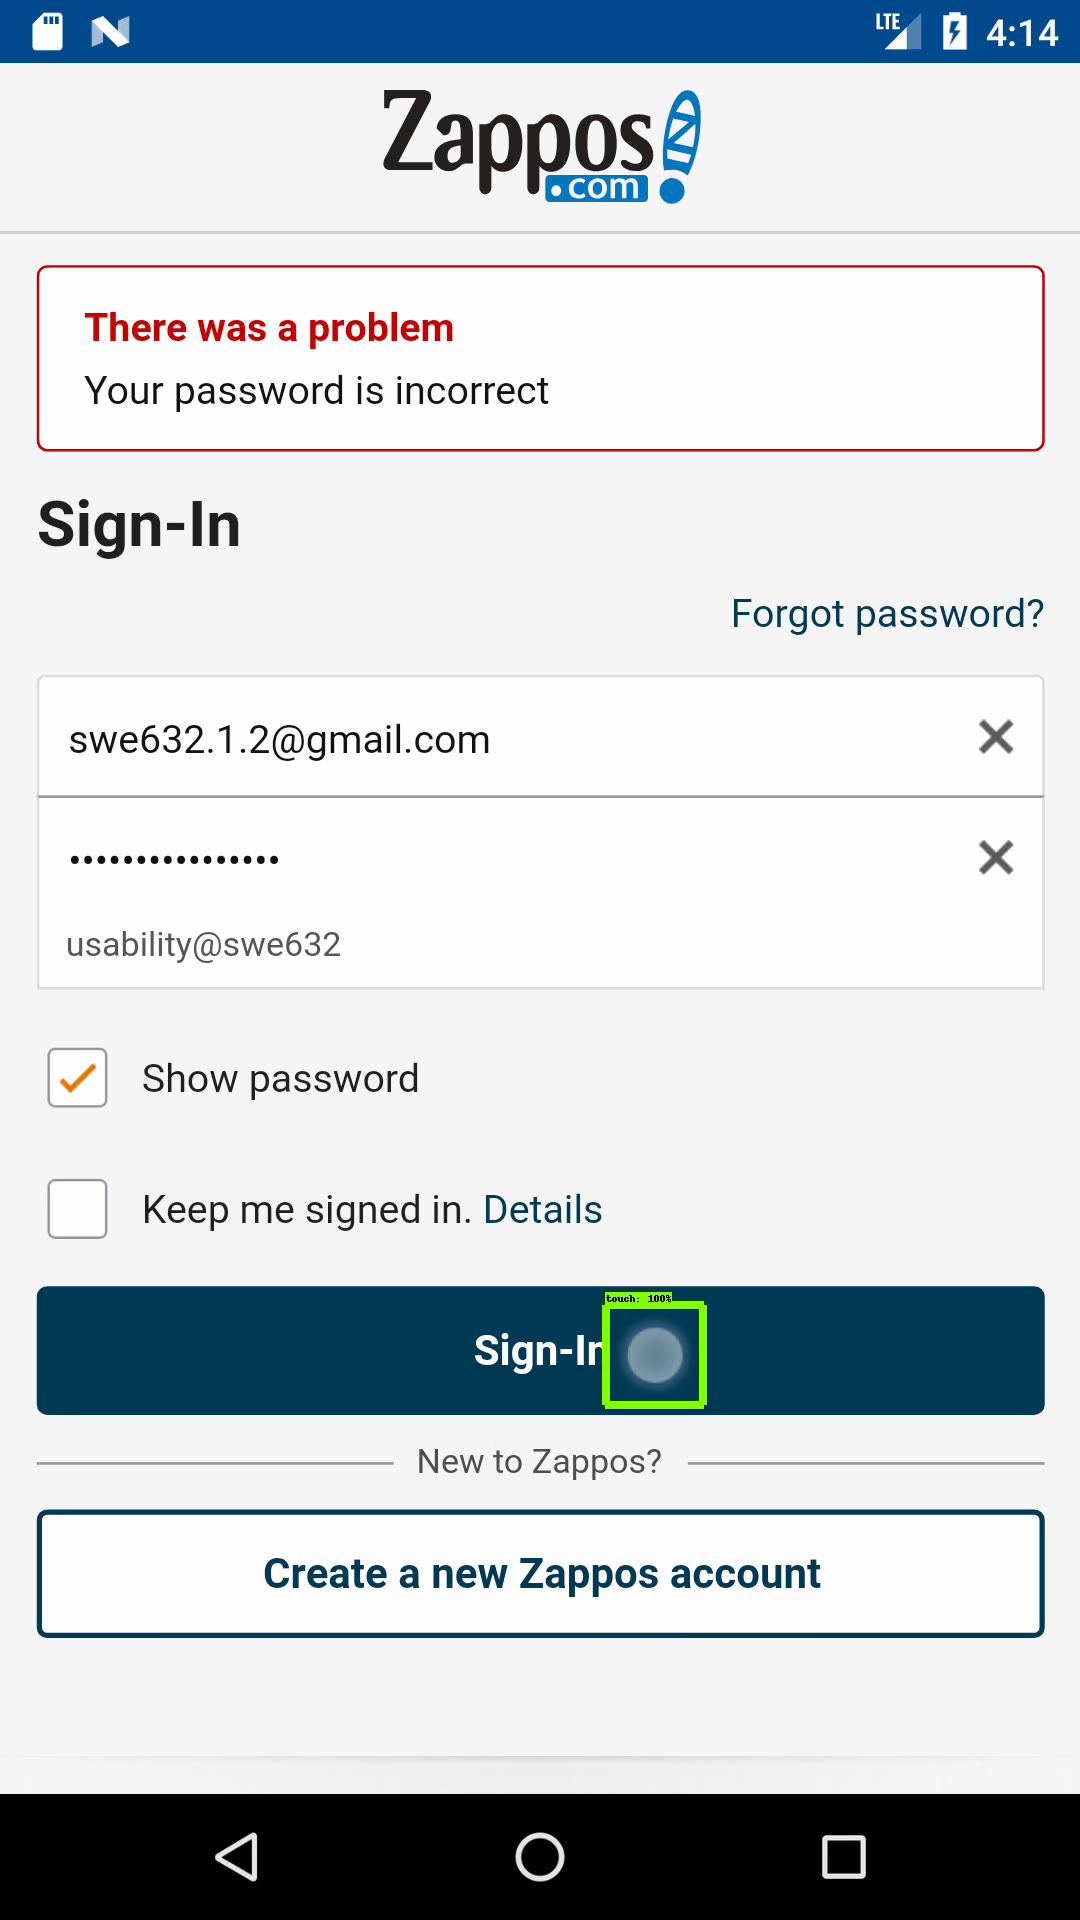 LTE 4:14
Zappos
.com
There was a problem
Your password is incorrect
Sign-In
Forgot password?
swe632.1.2@gmail.com
••••••••••••••••
usability@swe632
Show password
Keep me signed in. Details
touch: 100%
Sign-In
New to Zappos?
Create a new Zappos account